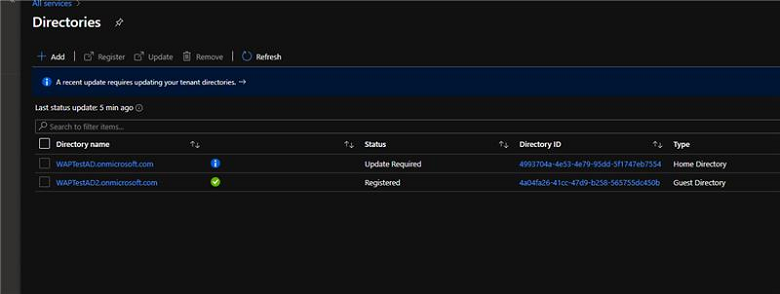 All services >
Directories
+ Add Register Update Remove Refresh
A recent update requires updating your tenant directories. →
Last status update: 5 min ago
Search to filter items...
Directory name ↑↓ ↑↓ Status ↑↓ Directory ID ↑↓ Type
WAPTestAD.onmicrosoft.com Update Required 4993704a-4e53-4e79-95dd-5f1747eb7554 Home Directory
WAPTestAD2.onmicrosoft.com Registered 4a04fa26-41cc-47d9-b258-565755dc450b Guest Directory